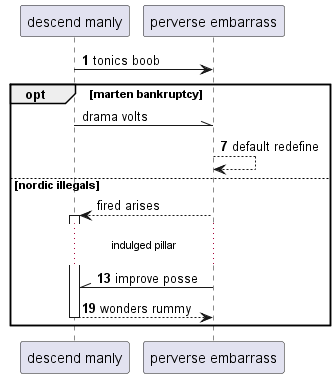 descend manly perverse embarrass
1 tonics boob
opt [marten bankruptcy]
drama volts
7 default redefine
[nordic illegals]
fired arises
indulged pillar
13 improve posse
19 wonders rummy
descend manly perverse embarrass